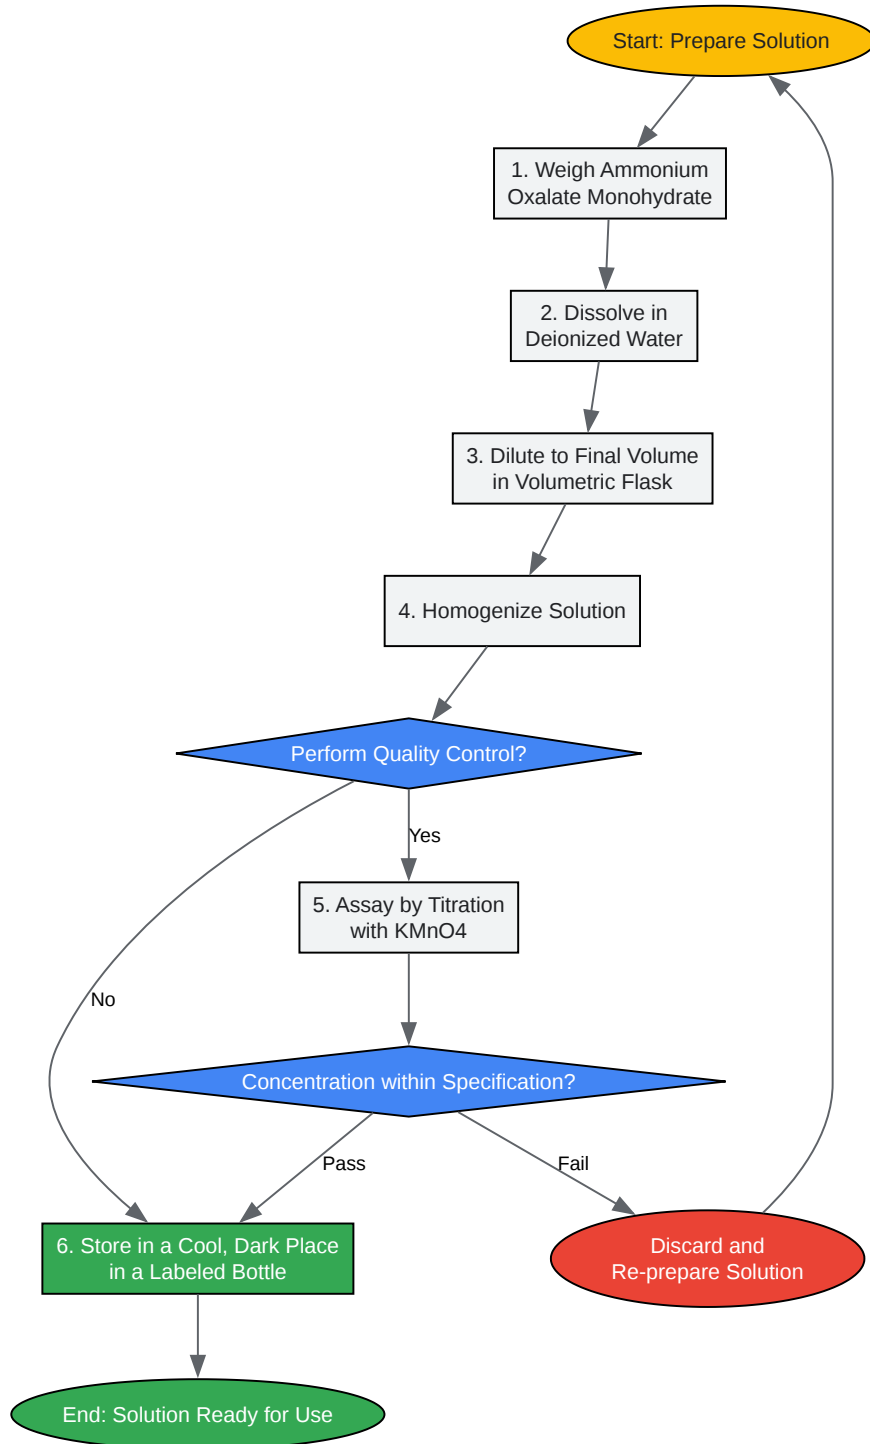 Start: Prepare Solution
1. Weigh Ammonium
Oxalate Monohydrate
2. Dissolve in
Deionized Water
3. Dilute to Final Volume
in Volumetric Flask
4. Homogenize Solution
Perform Quality Control?
Yes
5. Assay by Titration
with KMnO4
No
Concentration within Specification?
Pass
Fail
6. Store in a Cool, Dark Place
in a Labeled Bottle
Discard and
Re-prepare Solution
End: Solution Ready for Use